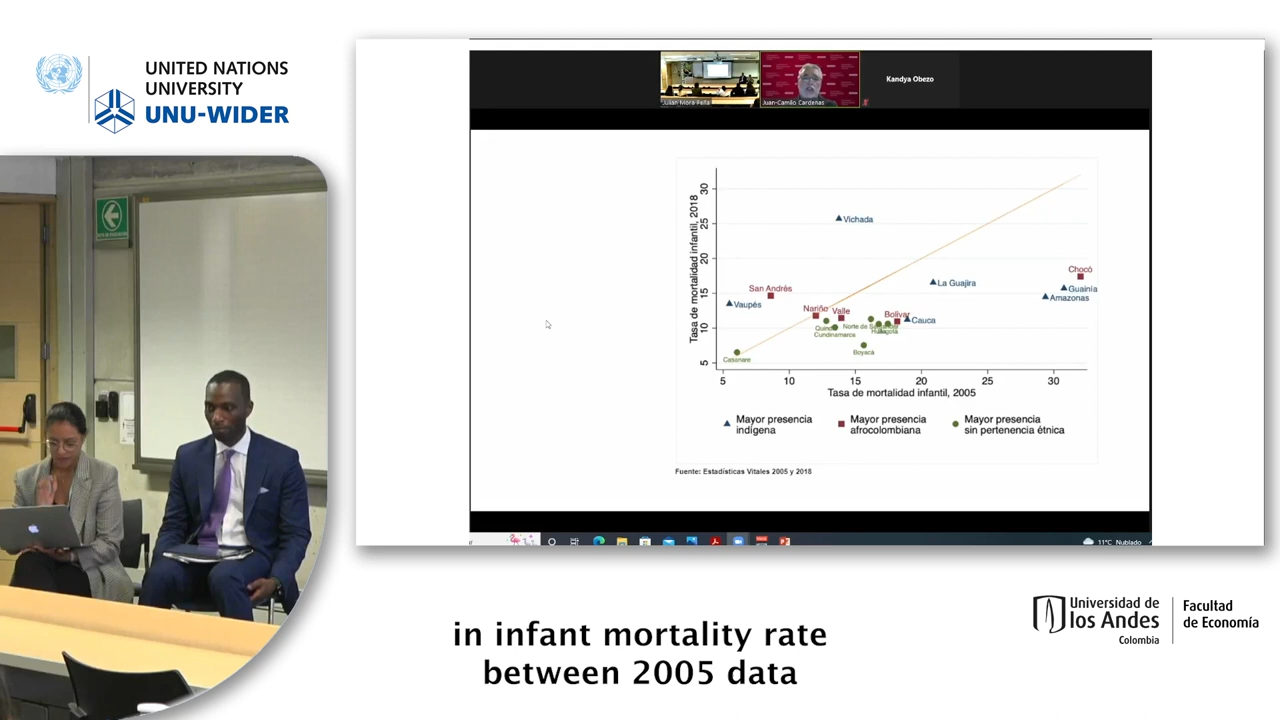 UNITED NATIONS
UNIVERSITY
UNU-WIDER
Julian Mora Peña
Juan-Camilo Cardenas
Kandya Obezo
Tasa de mortalidad infantil, 2018
30
25
20
15
10
5
Vichada
Chocó
La Guajira
Guainía
San Andrés
Amazonas
Vaupés
Nariño
Valle
Bolívar
Cauca
Norte de Santander
Cundinamarca
Boyacá
Casanare
5 10 15 20 25 30
Tasa de mortalidad infantil, 2005
Mayor presencia
indígena
Mayor presencia
afrocolombiana
Mayor presencia
sin pertenencia étnica
Fuente: Estadísticas Vitales 2005 y 2018
11°C Nublado
in infant mortality rate
between 2005 data
Universidad de
los Andes
Colombia
Facultad
de Economía